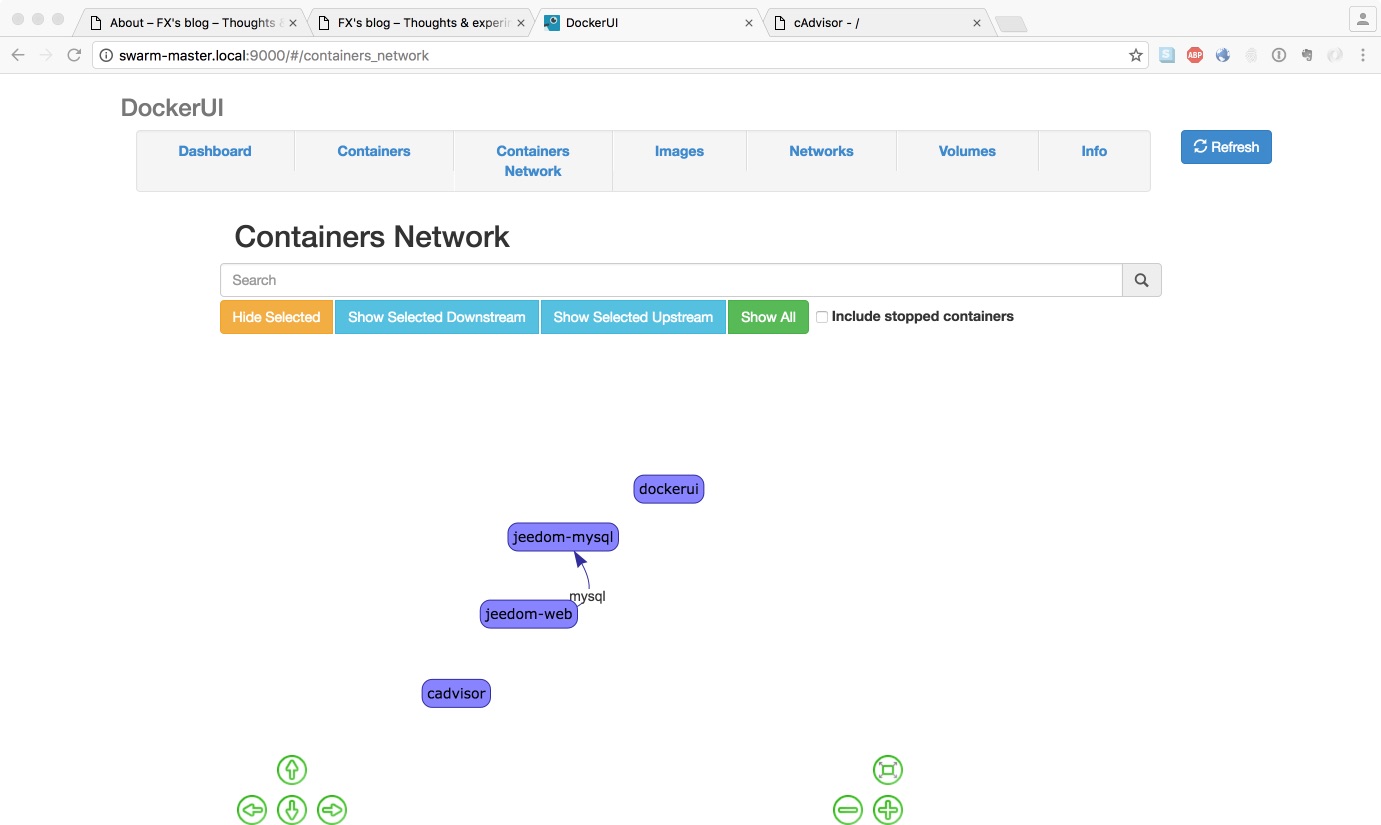 About – FX's blog – Thoughts &
FX's blog – Thoughts & experim
DockerUI
cAdvisor - /
swarm-master.local:9000/#/containers_network
S
ABP
DockerUI
Dashboard
Containers
Containers
Network
Images
Networks
Volumes
Info
Refresh
Containers Network
Search
Hide Selected
Show Selected Downstream
Show Selected Upstream
Show All
Include stopped containers
dockerui
jeedom-mysql
mysql
jeedom-web
cadvisor